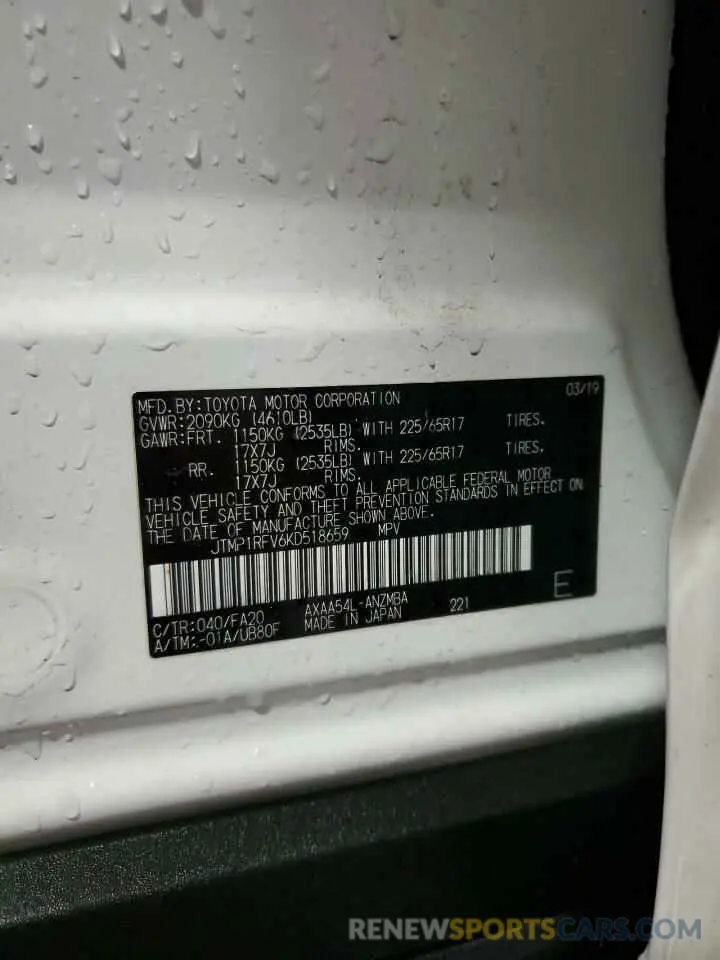 03/19
MFD.BY:TOYOTA MOTOR CORPORATION
GVWR:2090KG (4610LB)
GAWR:FRT. 1150KG (2535LB) WITH 225/65R17 TIRES.
17X7J RIMS.
RR. 1150KG (2535LB) WITH 225/65R17 TIRES.
17X7J RIMS.
THIS VEHICLE CONFORMS TO ALL APPLICABLE FEDERAL MOTOR
VEHICLE SAFETY AND THEFT PREVENTION STANDARDS IN EFFECT ON
THE DATE OF MANUFACTURE SHOWN ABOVE.
JTMP1RFV6KD518659 MPV
C/TR:040/FA20 AXAA54L-ANZMBA 221 E
A/TM:-01A/UB80F MADE IN JAPAN
RENEWSPORTSCARS.COM